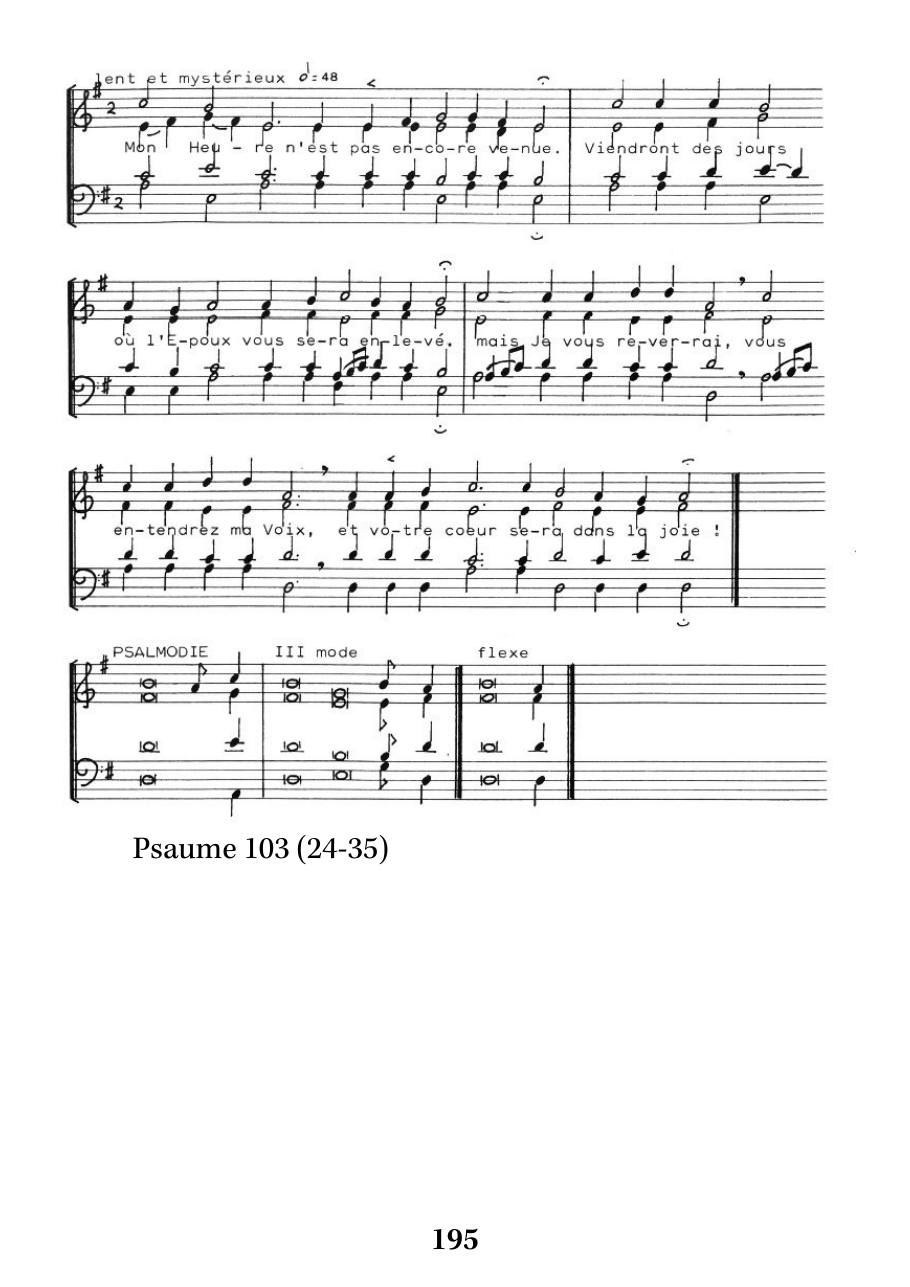 lent et mystérieux = 48
2
Mon Heu - re n'est pas en-co-re ve-nue. Viendront des jours
2
où l'E-poux vous se-ra en-le-vé. mais Je vous re-ver-rai, vous
en-tendrez ma Voix, et vo-tre coeur se-ra dans la joie !
PSALMODIE III mode flexe
Psaume 103 (24-35)
195